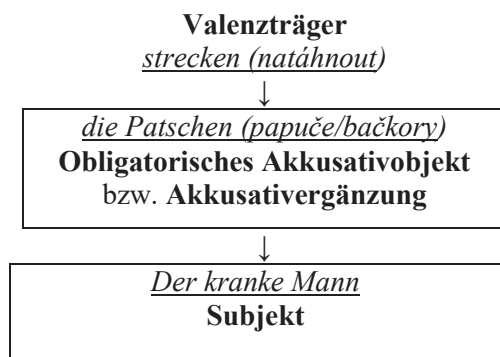 Valenzträger
strecken (natáhnout)
↓
die Patschen (papuče/bačkory)
Obligatorisches Akkusativobjekt
bzw. Akkusativergänzung
↓
Der kranke Mann
Subjekt